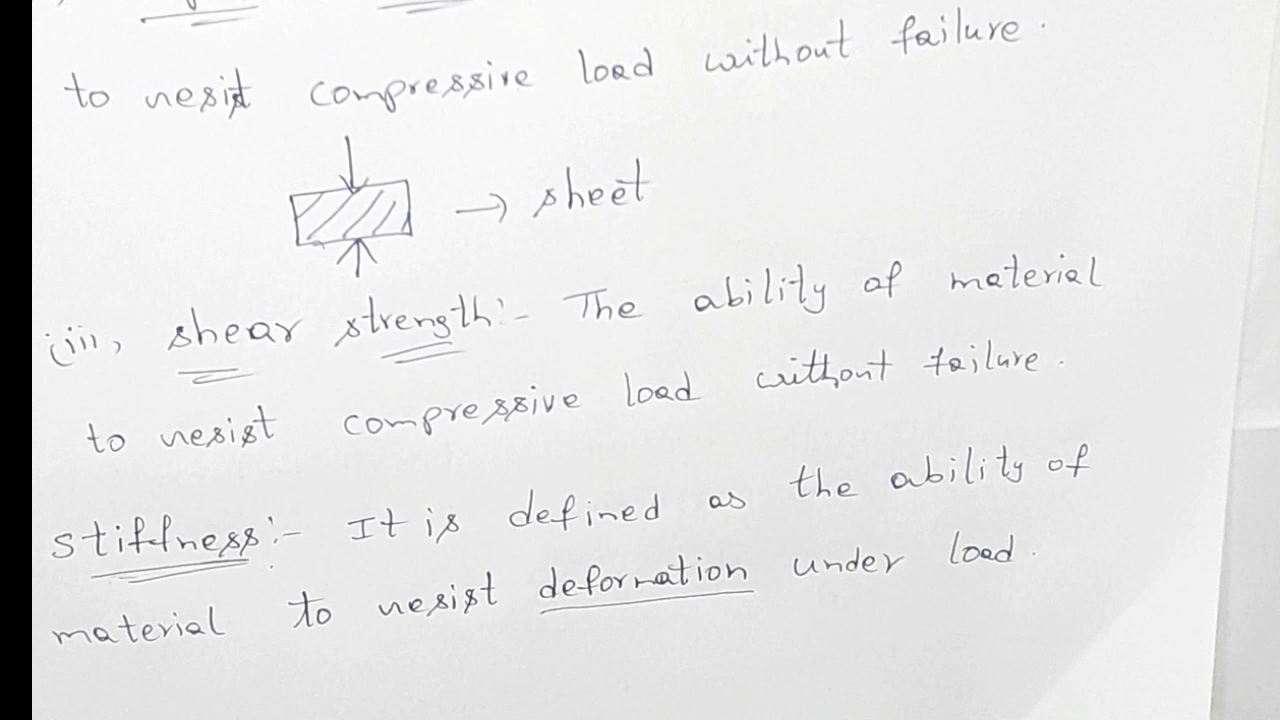 to resist compressive load without failure.
→ sheet
(iii, shear strength:- The ability of material
to resist compressive load without failure.
stiffness:- It is defined as the ability of
material to resist deformation under load.